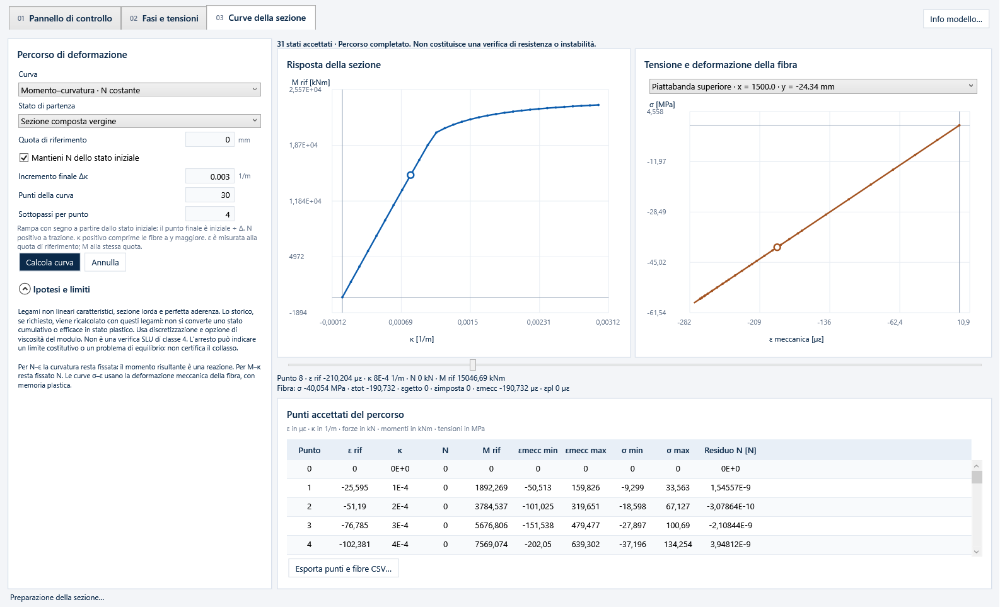 01 Pannello di controllo
02 Fasi e tensioni
03 Curve della sezione
Info modello...
Percorso di deformazione
Curva
Momento–curvatura · N costante
Stato di partenza
Sezione composta vergine
Quota di riferimento 0 mm
Mantieni N dello stato iniziale
Incremento finale Δκ 0.003 1/m
Punti della curva 30
Sottopassi per punto 4
Rampa con segno a partire dallo stato iniziale: il punto finale è iniziale + Δ. N
positivo a trazione. κ positivo comprime le fibre a y maggiore. ε è misurata alla
quota di riferimento; M alla stessa quota.
Calcola curva
Annulla
Ipotesi e limiti
Legami non lineari caratteristici, sezione lorda e perfetta aderenza. Lo storico,
se richiesto, viene ricalcolato con questi legami: non si converte uno stato
cumulativo o efficace in stato plastico. Usa discretizzazione e opzione di
viscosità del modulo. Non è una verifica SLU di classe 4. L'arresto può indicare
un limite costitutivo o un problema di equilibrio: non certifica il collasso.
Per N–ε la curvatura resta fissata: il momento risultante è una reazione. Per M–κ
resta fissato N. Le curve σ–ε usano la deformazione meccanica della fibra, con
memoria plastica.
31 stati accettati · Percorso completato. Non costituisce una verifica di resistenza o instabilità.
Risposta della sezione
M rif [kNm]
2,557E+04
1,87E+04
1,184E+04
4972
-1894
-0,00012
0,00069
0,0015
0,00231
0,00312
κ [1/m]
Tensione e deformazione della fibra
Piattabanda superiore · x = 1500.0 · y = -24.34 mm
σ [MPa]
4,558
-11,97
-28,49
-45,02
-61,54
-282
-209
-136
-62,4
10,9
ε meccanica [με]
Punto 8 · ε rif -210,204 με · κ 8E-4 1/m · N 0 kN · M rif 15046,69 kNm
Fibra: σ -40,054 MPa · εtot -190,732 · εgetto 0 · εimposta 0 · εmecc -190,732 με · εpl 0 με
Punti accettati del percorso
ε in με · κ in 1/m · forze in kN · momenti in kNm · tensioni in MPa
Punto ε rif κ N M rif εmecc min εmecc max σ min σ max Residuo N [N]
0 0 0E+0 0 0 0 0 0 0 0E+0
1 -25,595 1E-4 0 1892,269 -50,513 159,826 -9,299 33,563 1,54557E-9
2 -51,19 2E-4 0 3784,537 -101,025 319,651 -18,598 67,127 -3,07864E-10
3 -76,785 3E-4 0 5676,806 -151,538 479,477 -27,897 100,69 -2,10844E-9
4 -102,381 4E-4 0 7569,074 -202,05 639,302 -37,196 134,254 3,94812E-9
Esporta punti e fibre CSV...
Preparazione della sezione...